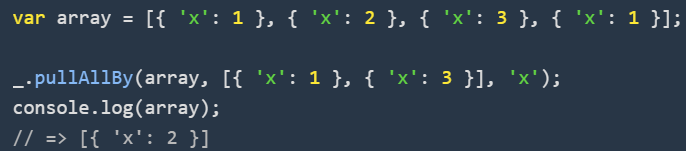 var array = [{ 'x': 1 }, { 'x': 2 }, { 'x': 3 }, { 'x': 1 }];
_.pullAllBy(array, [{ 'x': 1 }, { 'x': 3 }], 'x');
console.log(array);
// => [{ 'x': 2 }]